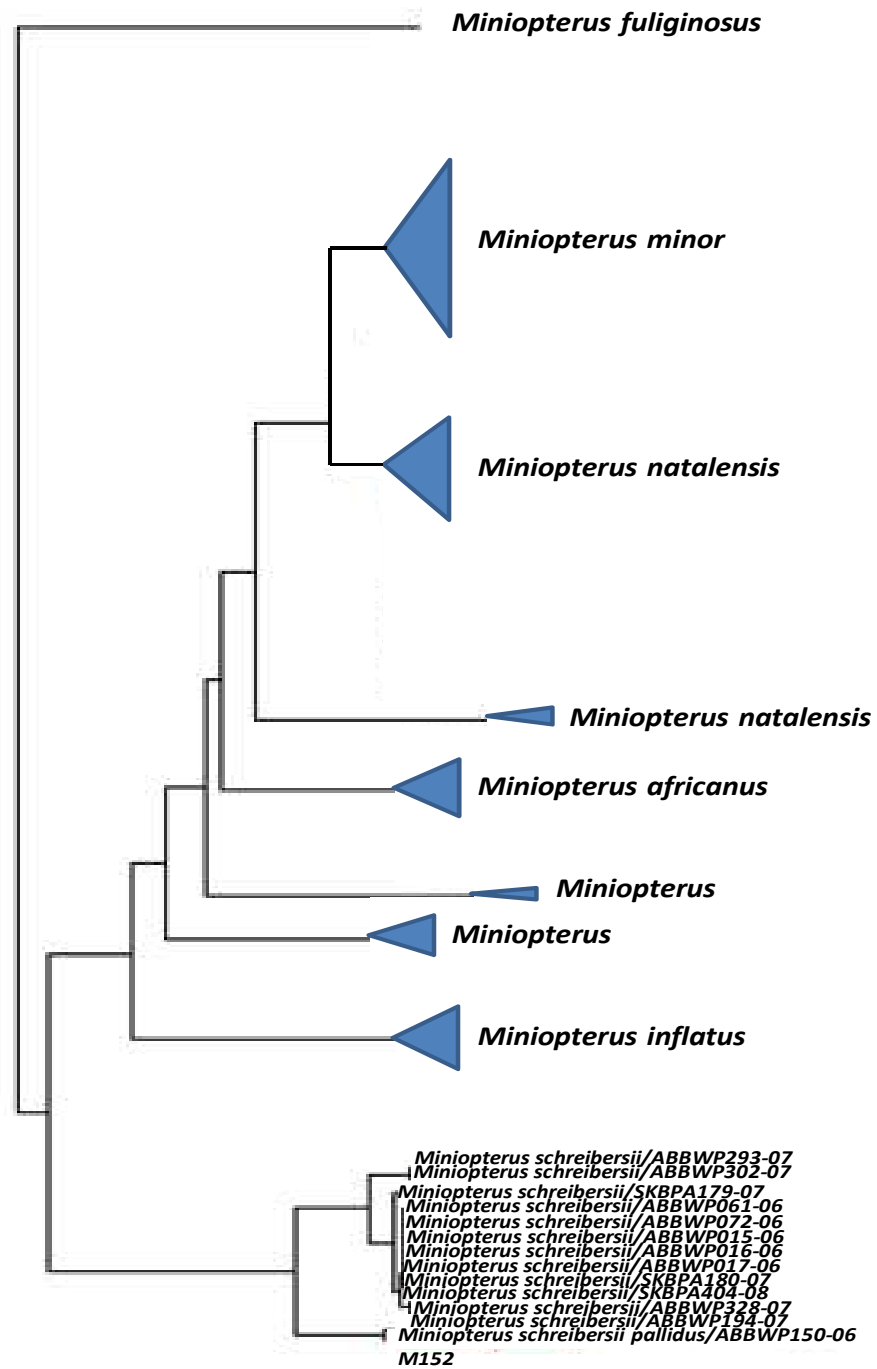 Miniopterus fuliginosus
Miniopterus minor
Miniopterus natalensis
Miniopterus natalensis
Miniopterus africanus
Miniopterus
Miniopterus
Miniopterus inflatus
Miniopterus schreibersii/ABBWP293-07
Miniopterus schreibersii/ABBWP302-07
Miniopterus schreibersii/SKBPA179-07
Miniopterus schreibersii/ABBWP061-06
Miniopterus schreibersii/ABBWP072-06
Miniopterus schreibersii/ABBWP015-06
Miniopterus schreibersii/ABBWP016-06
Miniopterus schreibersii/ABBWP017-06
Miniopterus schreibersii/SKBPA180-07
Miniopterus schreibersii/SKBPA404-08
Miniopterus schreibersii/ABBWP328-07
Miniopterus schreibersii/ABBWP194-07
Miniopterus schreibersii pallidus/ABBWP150-06
M152